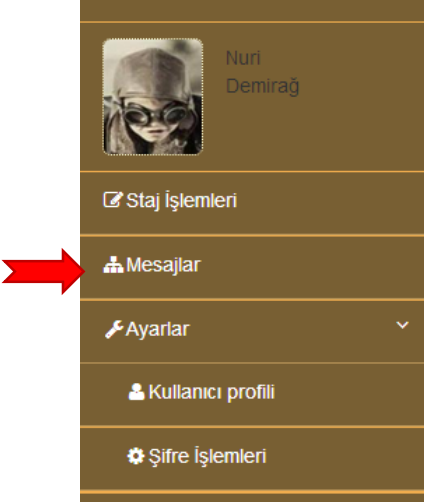 Nuri
Demirağ
Staj İşlemleri
Mesajlar
Ayarlar
Kullanıcı profili
Şifre İşlemleri